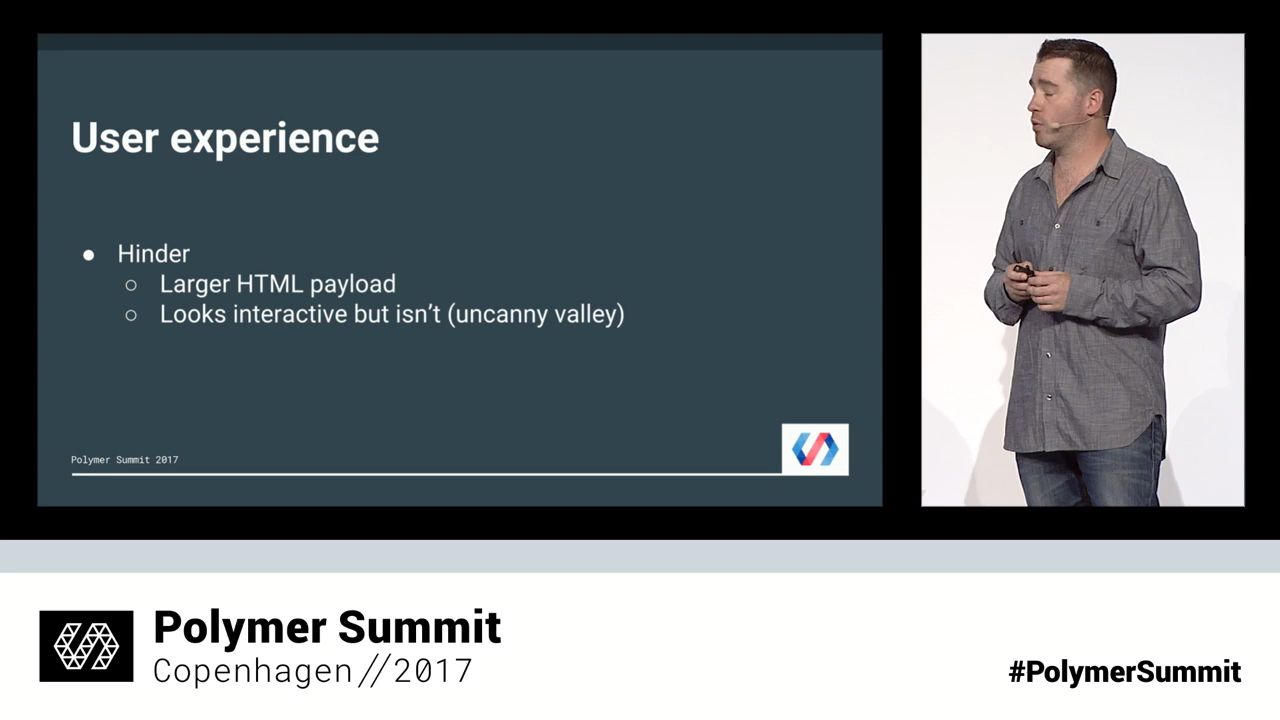 User experience
● Hinder
○ Larger HTML payload
○ Looks interactive but isn't (uncanny valley)
Polymer Summit 2017
Polymer Summit
Copenhagen//2017
#PolymerSummit